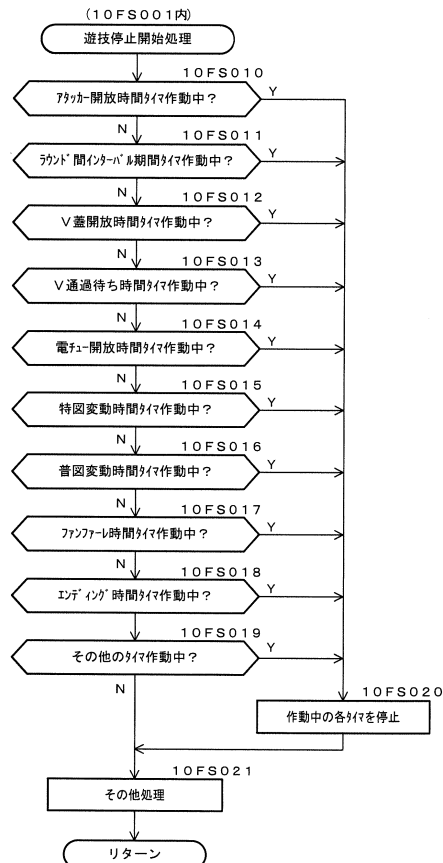 (10FS001内)
遊技停止開始処理
10FS010
アタッカー開放時間タイマ作動中？
Y
N
10FS011
ラウンド間インターバル期間タイマ作動中？
Y
N
10FS012
V蓋開放時間タイマ作動中？
Y
N
10FS013
V通過待ち時間タイマ作動中？
Y
N
10FS014
電チュー開放時間タイマ作動中？
Y
N
10FS015
特図変動時間タイマ作動中？
Y
N
10FS016
普図変動時間タイマ作動中？
Y
N
10FS017
ファンファーレ時間タイマ作動中？
Y
N
10FS018
エンディング時間タイマ作動中？
Y
N
10FS019
その他のタイマ作動中？
Y
N
10FS020
作動中の各タイマを停止
10FS021
その他処理
リターン